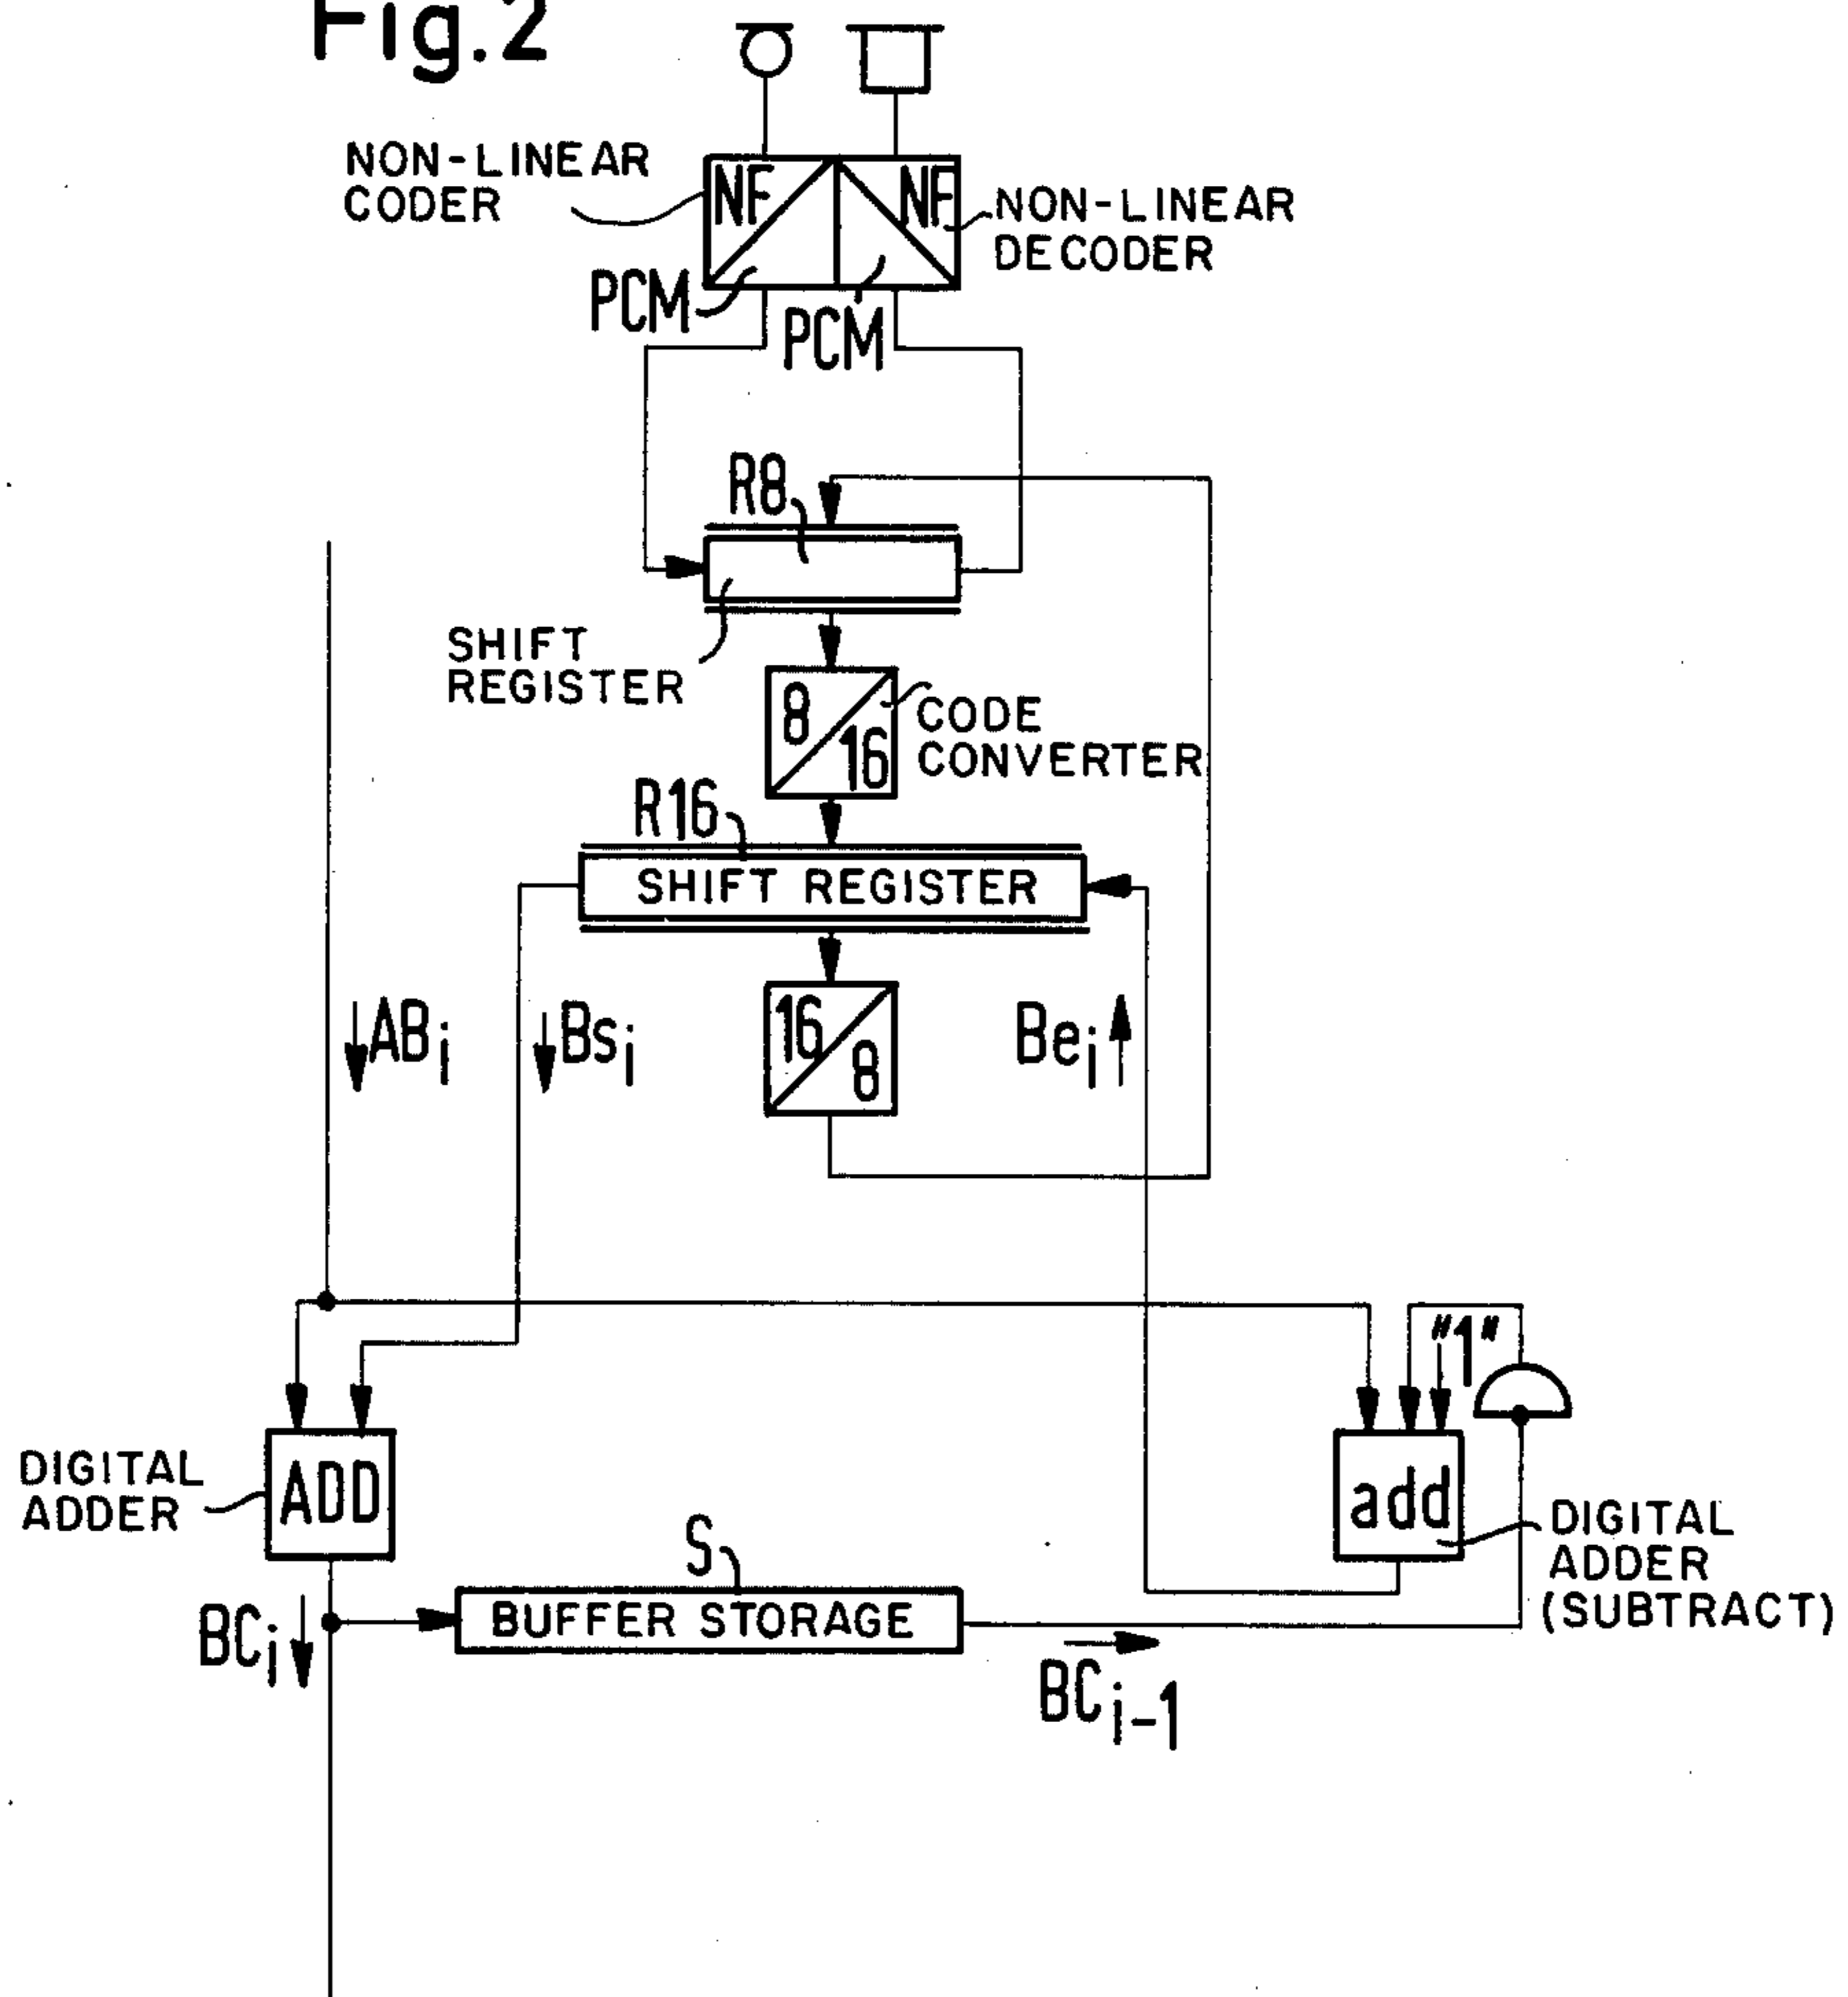 Fig.2
NON-LINEAR
CODER
NF
NF
NON-LINEAR
DECODER
PCM
PCM
R8
SHIFT
REGISTER
8
16
CODE
CONVERTER
R16
SHIFT REGISTER
ABi
Bsi
16
8
Bei
"1"
DIGITAL
ADDER
ADD
add
DIGITAL
ADDER
(SUBTRACT)
S
BUFFER STORAGE
BCi
BCi-1